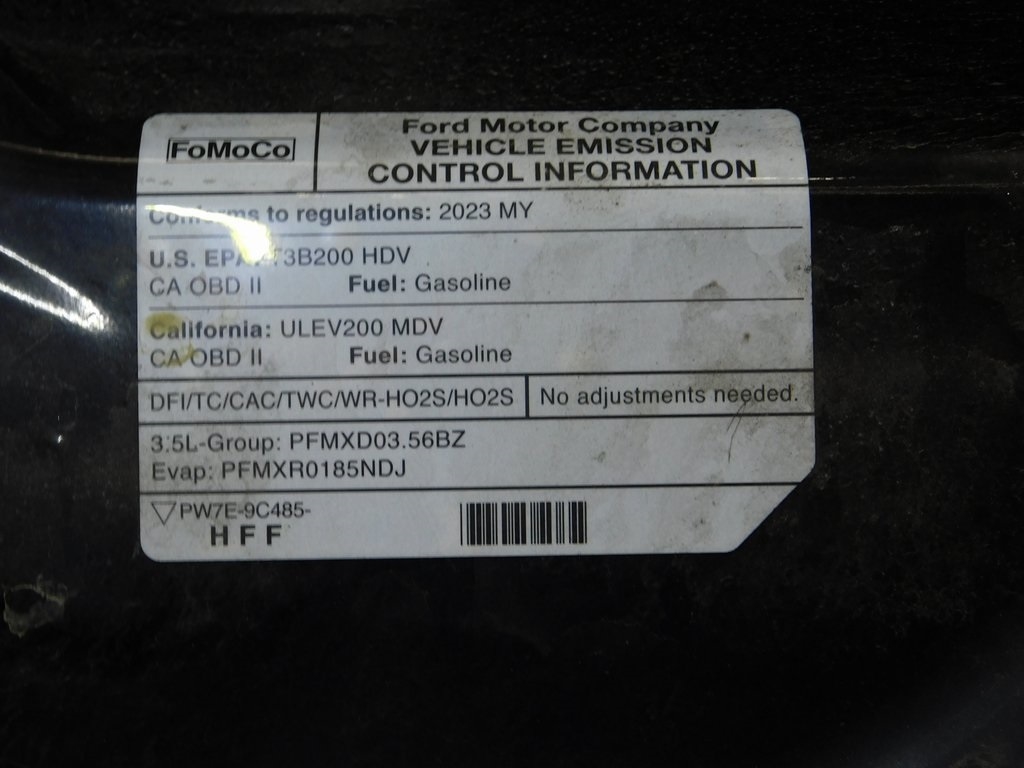 FoMoCo
Ford Motor Company
VEHICLE EMISSION
CONTROL INFORMATION
Conforms to regulations: 2023 MY
U.S. EPA: T3B200 HDV
CA OBD II Fuel: Gasoline
California: ULEV200 MDV
CA OBD II Fuel: Gasoline
DFI/TC/CAC/TWC/WR-HO2S/HO2S No adjustments needed.
3.5L-Group: PFMXD03.56BZ
Evap: PFMXR0185NDJ
PW7E-9C485-
HFF